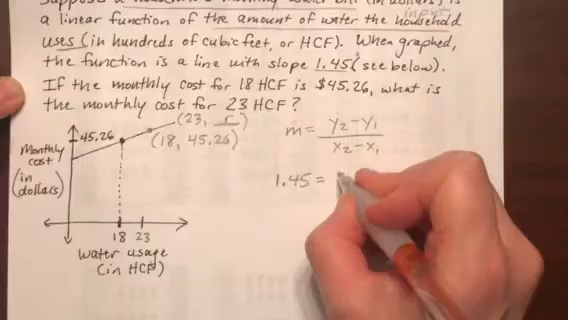 Suppose a household's monthly water bill (in dollars) is
a linear function of the amount of water the household
uses (in hundreds of cubic feet, or HCF). When graphed,
the function is a line with slope 1.45 (see below).
If the monthly cost for 18 HCF is $45.26, what is
the monthly cost for 23 HCF?
(23, r)
45.26
(18, 45.26)
Monthly
cost
(in
dollars)
18 23
Water usage
(in HCF)
m = y₂-y₁
x₂-x₁
1.45 =